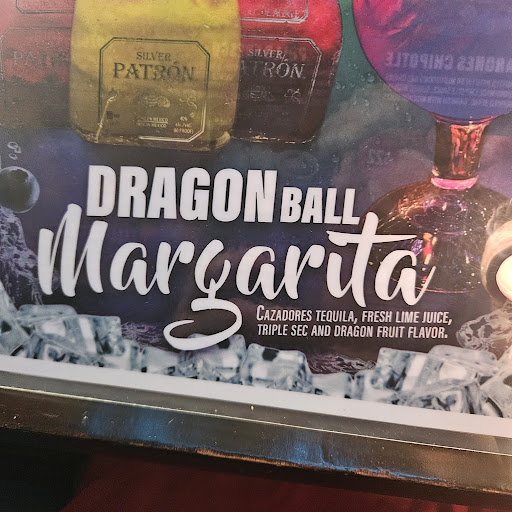 SILVER
PATRÓN
SILVER
PATRÓN
DRAGON BALL
Margarita
CAZADORES TEQUILA, FRESH LIME JUICE,
TRIPLE SEC AND DRAGON FRUIT FLAVOR.